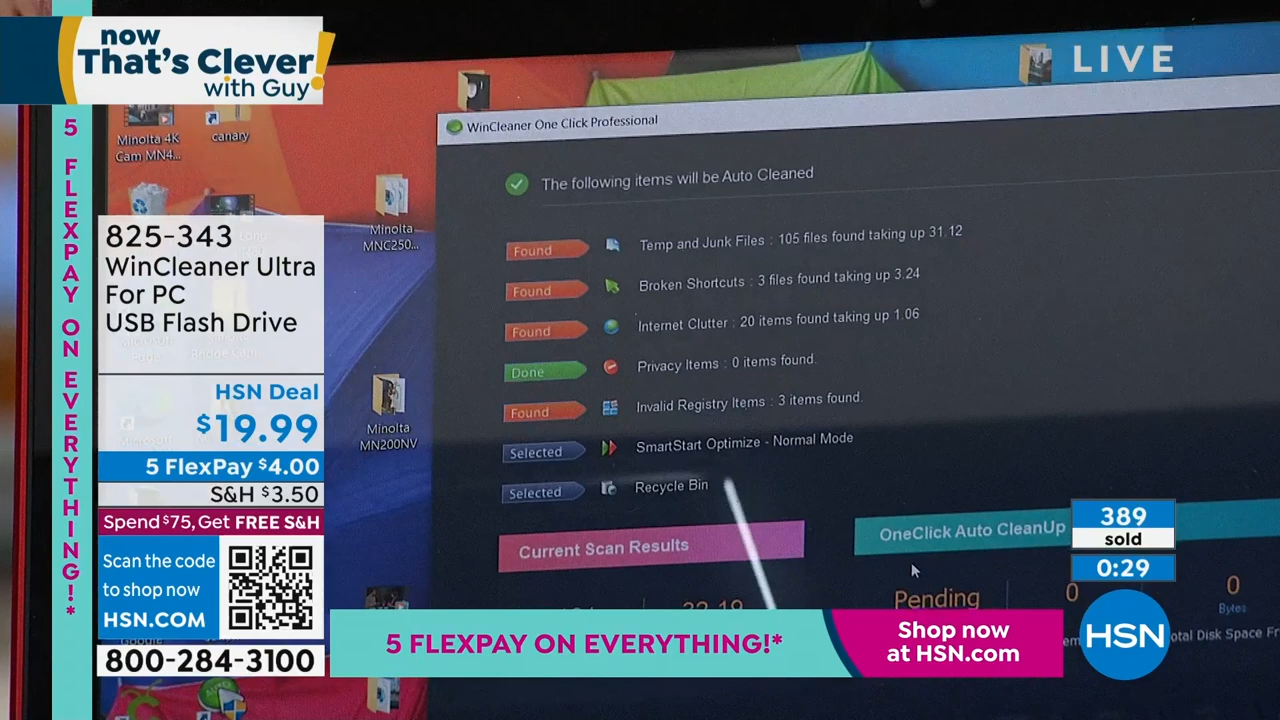 now
That's Clever!
with Guy
LIVE
5 FLEXPAY ON EVERYTHING!*
825-343
WinCleaner Ultra
For PC
USB Flash Drive
HSN Deal
$19.99
5 FlexPay $4.00
S&H $3.50
Spend $75, Get FREE S&H
Scan the code
to shop now
HSN.COM
800-284-3100
Minolta 4K
Cam MN4...
canary
Minolta
MNC250...
Minolta
MN200NV
WinCleaner One Click Professional
The following items will be Auto Cleaned
Found Temp and Junk Files : 105 files found taking up 31.12
Found Broken Shortcuts : 3 files found taking up 3.24
Found Internet Clutter : 20 items found taking up 1.06
Done Privacy Items : 0 items found.
Found Invalid Registry Items : 3 items found.
Selected SmartStart Optimize - Normal Mode
Selected Recycle Bin
Current Scan Results
OneClick Auto CleanUp
Pending
0
0
Bytes
otal Disk Space Fr
389
sold
0:29
5 FLEXPAY ON EVERYTHING!*
Shop now
at HSN.com
HSN